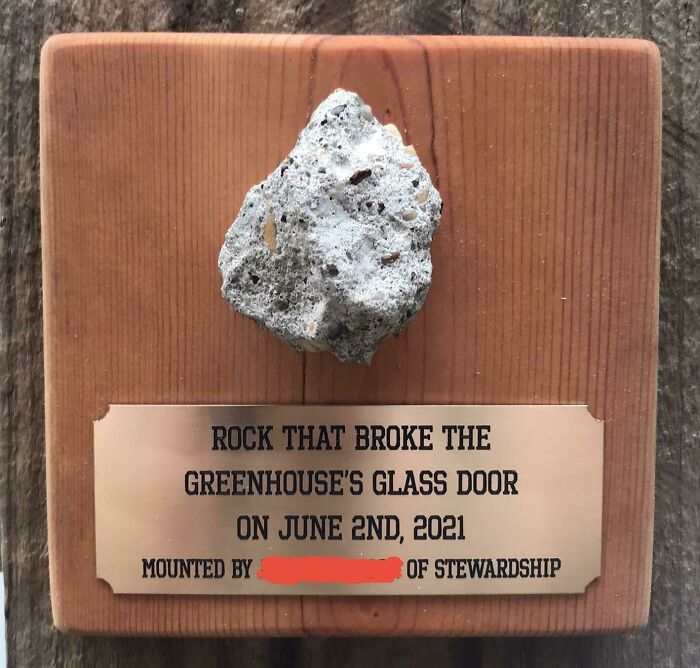 ROCK THAT BROKE THE
GREENHOUSE'S GLASS DOOR
ON JUNE 2ND, 2021
MOUNTED BY OF STEWARDSHIP